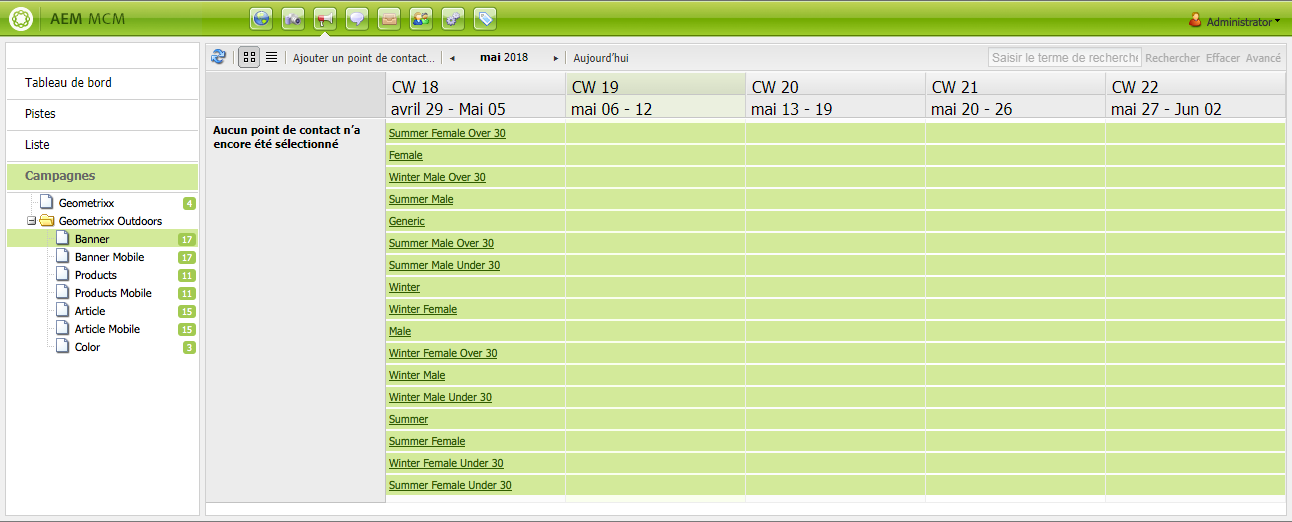 AEM MCM
Administrator
Tableau de bord
Pistes
Liste
Campagnes
Geometrixx 4
Geometrixx Outdoors
Banner 17
Banner Mobile 17
Products 11
Products Mobile 11
Article 15
Article Mobile 15
Color 3
Ajouter un point de contact... mai 2018 Aujourd'hui Saisir le terme de recherche Rechercher Effacer Avancé
CW 18 CW 19 CW 20 CW 21 CW 22
avril 29 - Mai 05 mai 06 - 12 mai 13 - 19 mai 20 - 26 mai 27 - Jun 02
Aucun point de contact n'a
encore été sélectionné
Summer Female Over 30
Female
Winter Male Over 30
Summer Male
Generic
Summer Male Over 30
Summer Male Under 30
Winter
Winter Female
Male
Winter Female Over 30
Winter Male
Winter Male Under 30
Summer
Summer Female
Winter Female Under 30
Summer Female Under 30